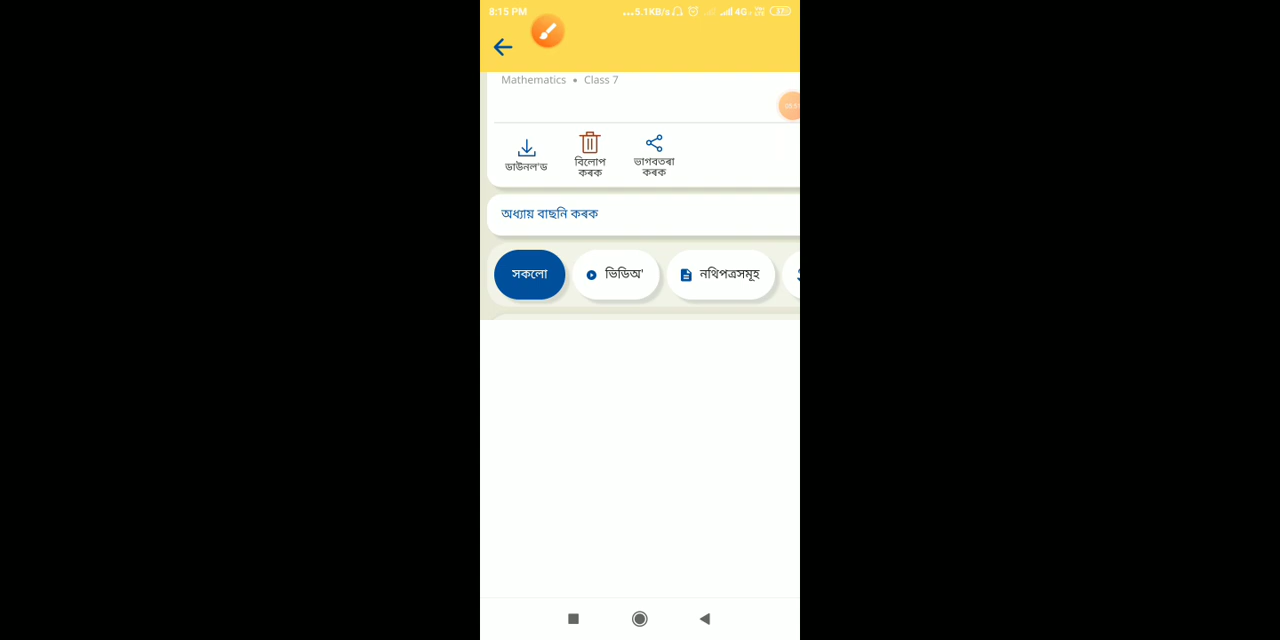 8:15 PM ...5.1KB/s 4G 37
Mathematics • Class 7
ডাউনল'ড
বিলোপ
কৰক
ভাগবতৰা
কৰক
অধ্যায় বাছনি কৰক
সকলো ভিডিঅ' নথিপত্ৰসমূহ